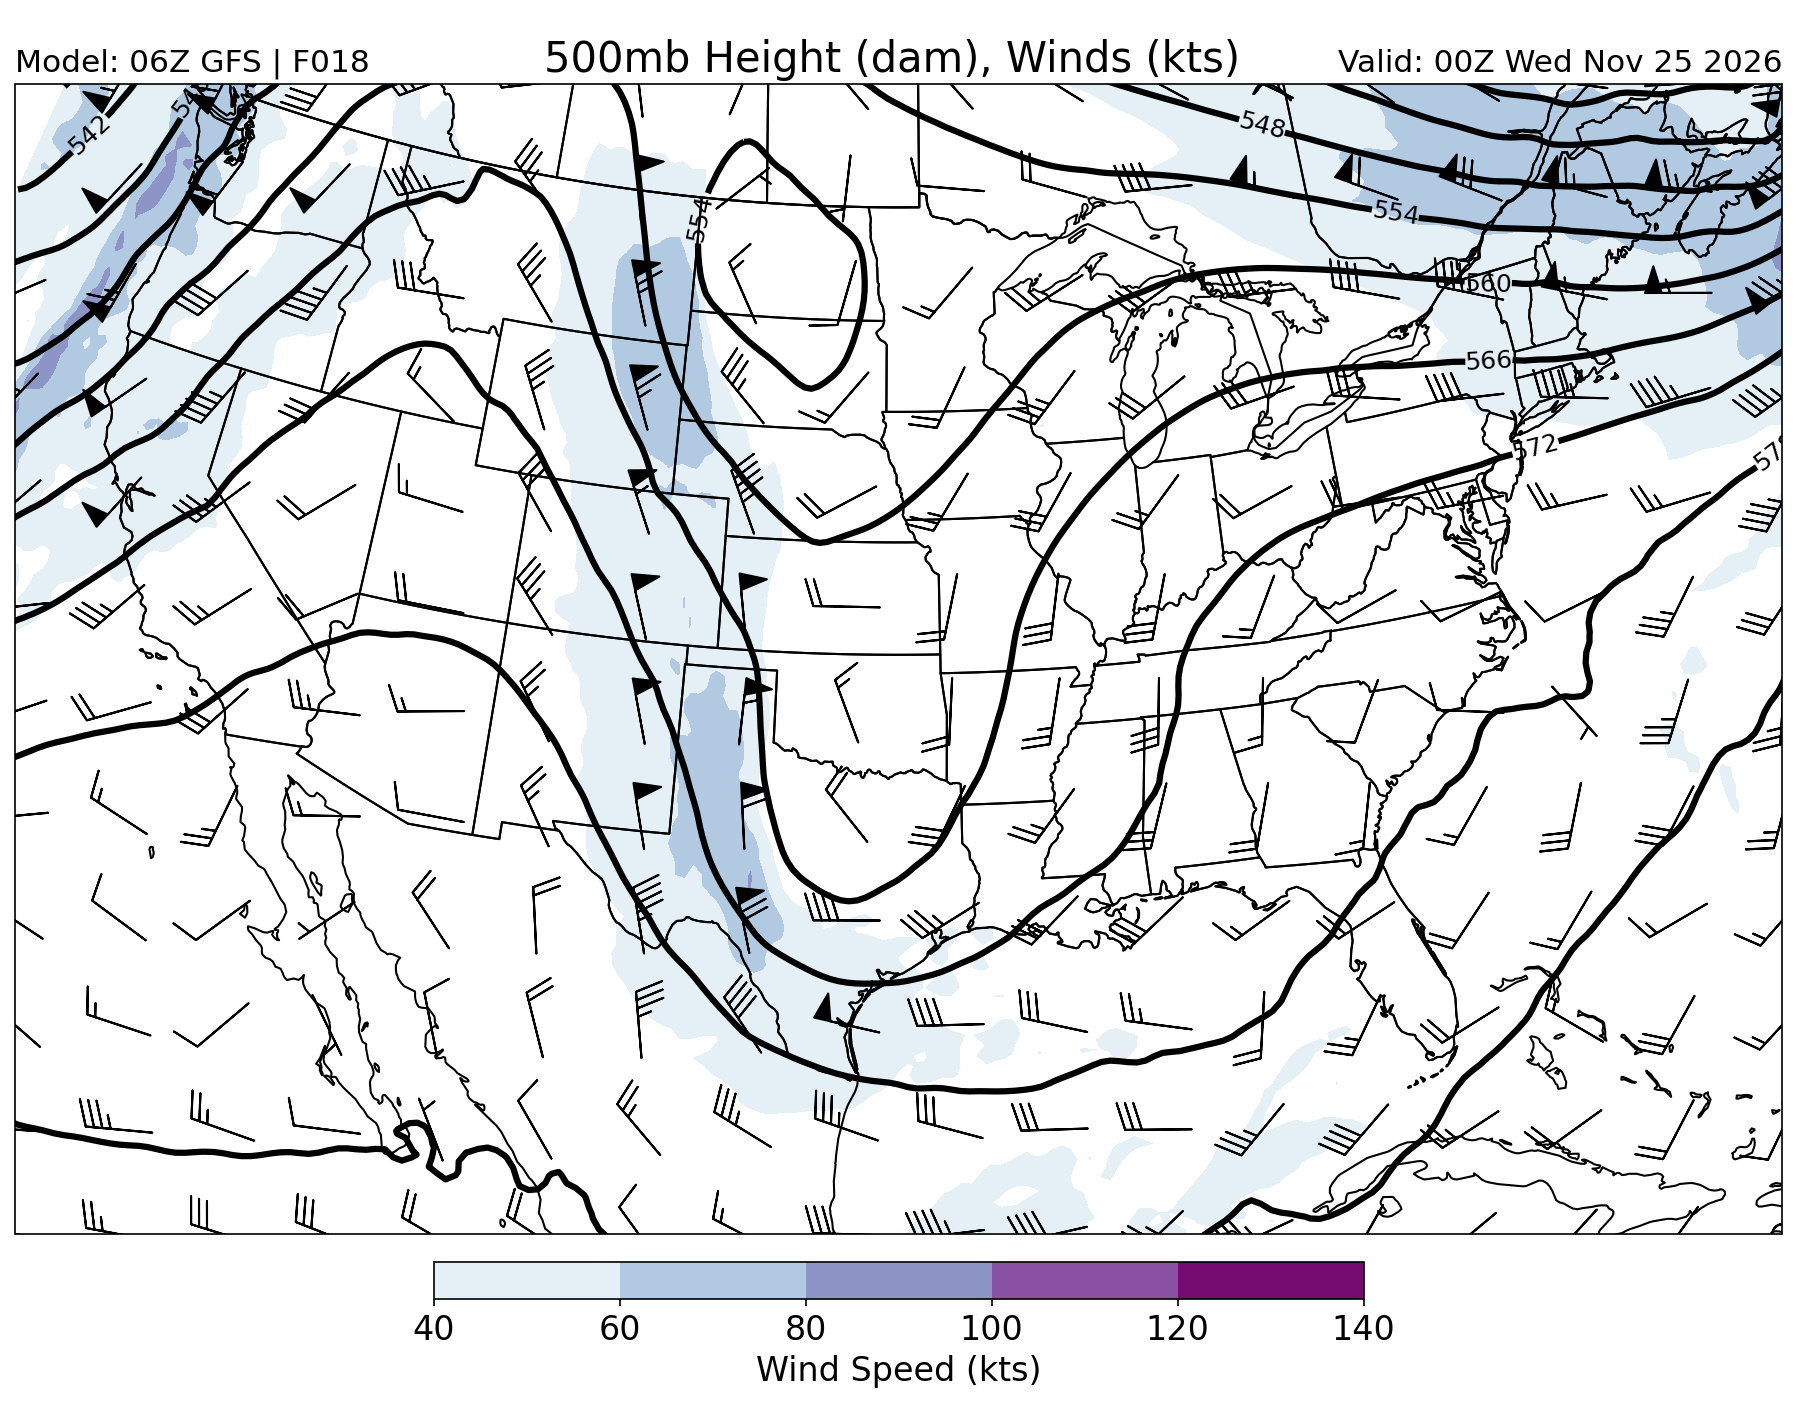 Model: 06Z GFS | F018
500mb Height (dam), Winds (kts)
Valid: 00Z Wed Nov 25 2026
542
548
554
554
560
566
572
40 60 80 100 120 140
Wind Speed (kts)